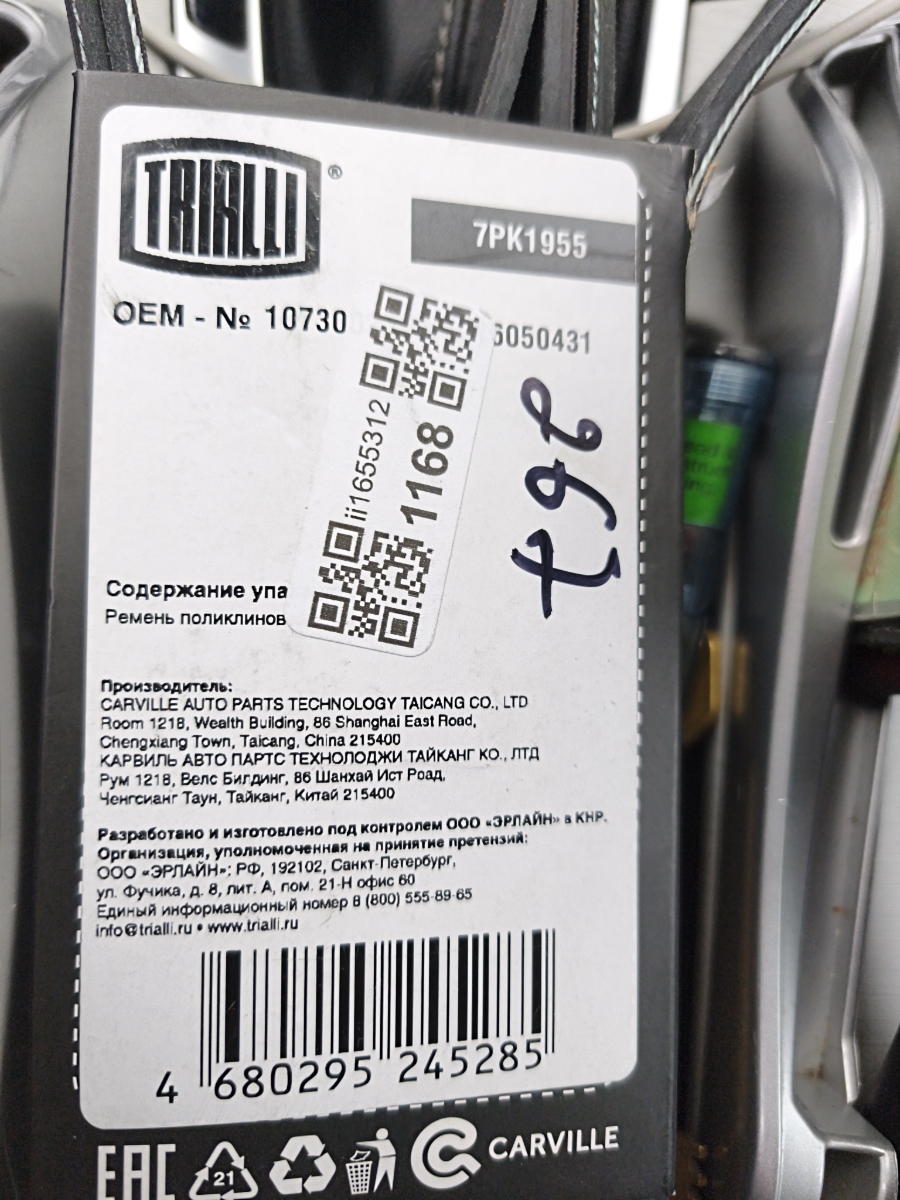 TRIALLI ®
7PK1955
OEM - № 10730
6050431
ii1655312
1168
267
Содержание упа
Ремень поликлинов
Производитель:
CARVILLE AUTO PARTS TECHNOLOGY TAICANG CO., LTD
Room 1218, Wealth Building, 86 Shanghai East Road,
Chengxiang Town, Taicang, China 215400
КАРВИЛЬ АВТО ПАРТС ТЕХНОЛОДЖИ ТАЙКАНГ КО., ЛТД
Рум 1218, Велс Бигдинг, 86 Шанхай Ист Роад,
Ченгсианг Таун, Тайканг, Китай 215400
Разработано и изготовлено под контролем ООО «ЭРЛАЙН» в КНР.
Организация, уполномоченная на принятие претензий:
ООО «ЭРЛАЙН»: РФ, 192102, Санкт-Петербург,
ул. Фучика, д. 8, лит. А, пом. 21-Н офис 60
Единый информационный номер 8 (800) 555-89-65
info@trialli.ru • www.trialli.ru
4 680295 245285
EAC 21 CARVILLE